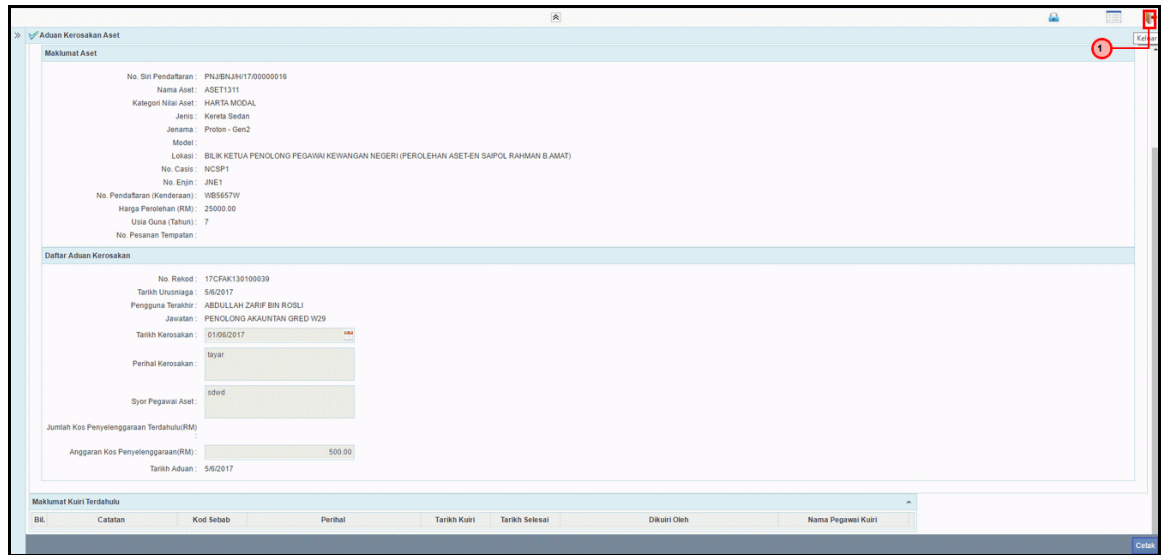 Aduan Kerosakan Aset
Keluar
1
Maklumat Aset
No. Siri Pendaftaran : PNJ/BNJ/H/17/00000016
Nama Aset : ASET1311
Kategori Nilai Aset : HARTA MODAL
Jenis : Kereta Sedan
Jenama : Proton - Gen2
Model :
Lokasi : BILIK KETUA PENOLONG PEGAWAI KEWANGAN NEGERI (PEROLEHAN ASET-EN SAIPOL RAHMAN B.AMAT)
No. Casis : NCSP1
No. Enjin : JNE1
No. Pendaftaran (Kenderaan) : WB5657W
Harga Perolehan (RM) : 25000.00
Usia Guna (Tahun) : 7
No. Pesanan Tempatan :
Daftar Aduan Kerosakan
No. Rekod : 17CFAK130100039
Tarikh Urusniaga : 5/6/2017
Pengguna Terakhir : ABDULLAH ZARIF BIN ROSLI
Jawatan : PENOLONG AKAUNTAN GRED W29
Tarikh Kerosakan : 01/06/2017
Perihal Kerosakan : tayar
Syor Pegawai Aset : sdwd
Jumlah Kos Penyelenggaraan Terdahulu(RM)
:
Anggaran Kos Penyelenggaraan(RM) : 500.00
Tarikh Aduan : 5/6/2017
Maklumat Kuiri Terdahulu
Bil. Catatan Kod Sebab Perihal Tarikh Kuiri Tarikh Selesai Dikuiri Oleh Nama Pegawai Kuiri
Cetak